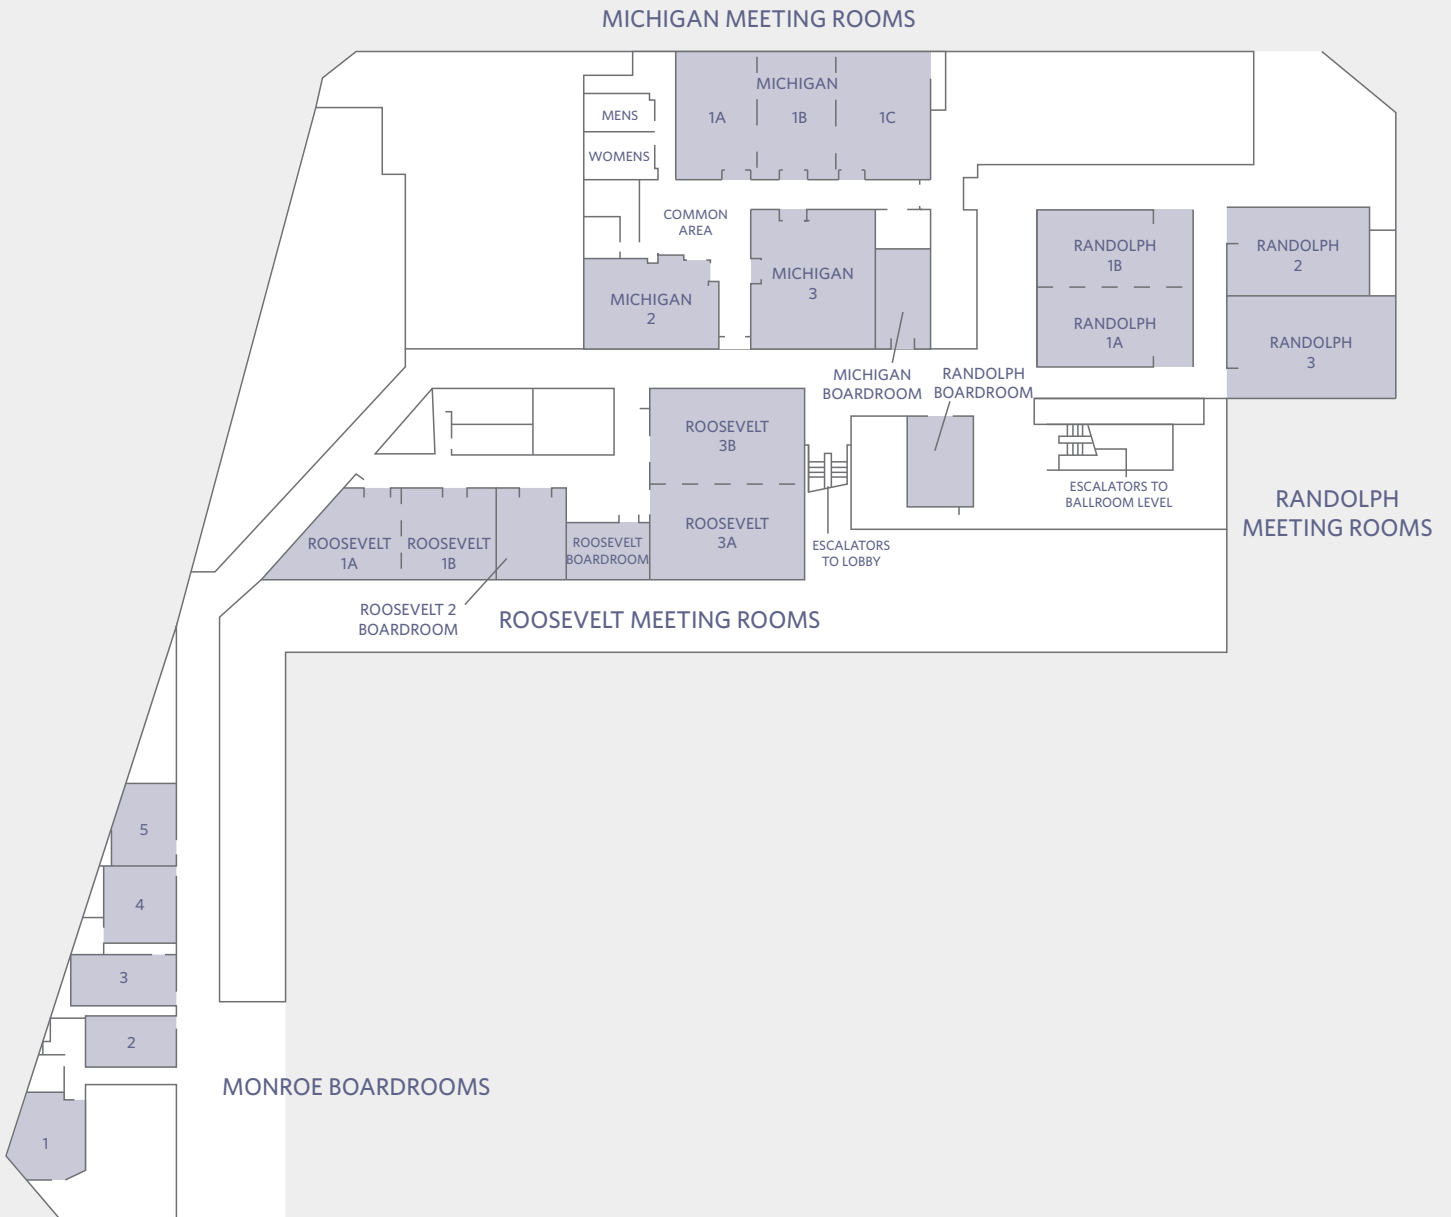 MICHIGAN MEETING ROOMS
MICHIGAN
1A
1B
1C
MENS
WOMENS
COMMON
AREA
MICHIGAN
2
MICHIGAN
3
MICHIGAN
BOARDROOM
RANDOLPH
BOARDROOM
RANDOLPH
1B
RANDOLPH
1A
RANDOLPH
2
RANDOLPH
3
ROOSEVELT
3B
ROOSEVELT
3A
ESCALATORS
TO LOBBY
ESCALATORS TO
BALLROOM LEVEL
RANDOLPH
MEETING ROOMS
ROOSEVELT
1A
ROOSEVELT
1B
ROOSEVELT
BOARDROOM
ROOSEVELT 2
BOARDROOM
ROOSEVELT MEETING ROOMS
5
4
3
2
MONROE BOARDROOMS
1